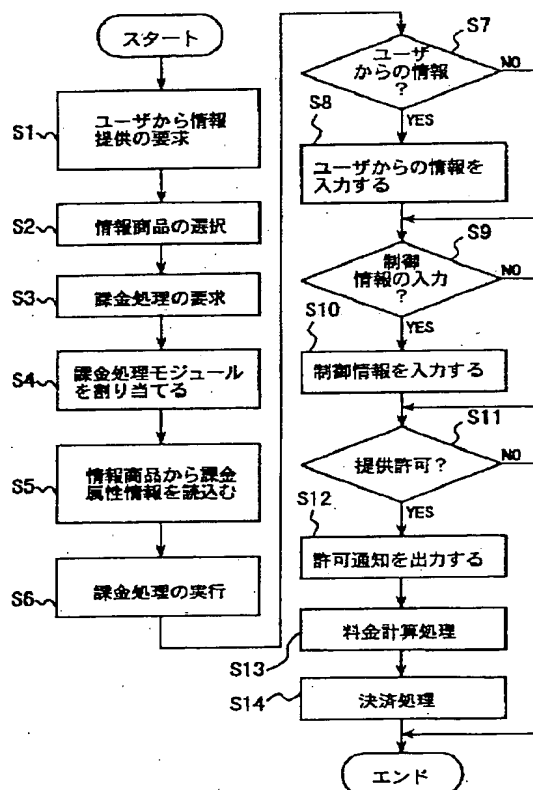 スタート
S1
ユーザから情報
提供の要求
S2
情報商品の選択
S3
課金処理の要求
S4
課金処理モジュール
を割り当てる
S5
情報商品から課金
属性情報を読込む
S6
課金処理の実行
S7
ユーザ
からの情報
?
NO
YES
S8
ユーザからの情報を
入力する
S9
制御
情報の入力
?
NO
YES
S10
制御情報を入力する
S11
提供許可?
NO
YES
S12
許可通知を出力する
S13
料金計算処理
S14
決済処理
エンド